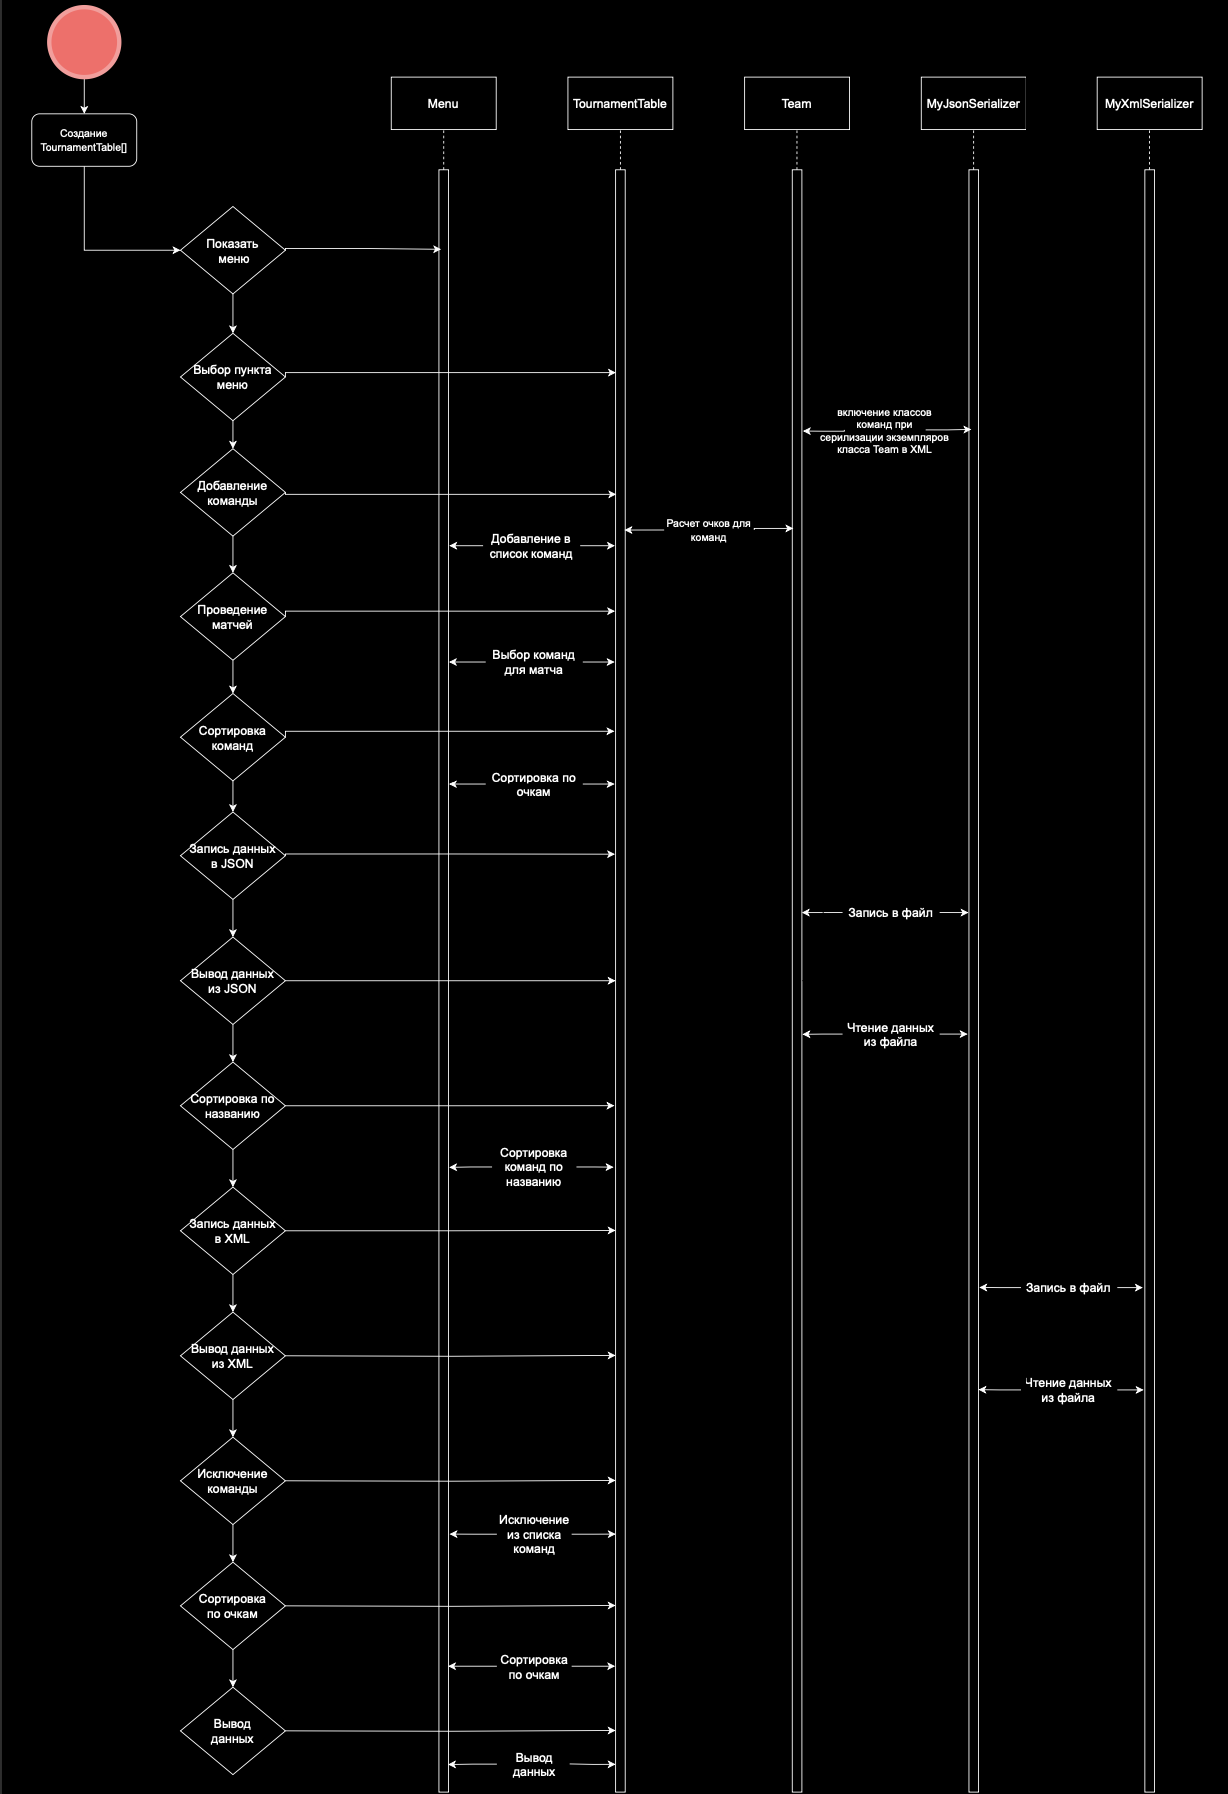 Menu
TournamentTable
Team
MyJsonSerializer
MyXmlSerializer
Создание
TournamentTable[]
Показать
меню
Выбор пункта
меню
включение классов
команд при
серилизации экземпляров
класса Team в XML
Добавление
команды
Расчет очков для
команд
Добавление в
список команд
Проведение
матчей
Выбор команд
для матча
Сортировка
команд
Сортировка по
очкам
Запись данных
в JSON
Запись в файл
Вывод данных
из JSON
Чтение данных
из файла
Сортировка по
названию
Сортировка
команд по
названию
Запись данных
в XML
Запись в файл
Вывод данных
из XML
Чтение данных
из файла
Исключение
команды
Исключение
из списка
команд
Сортировка
по очкам
Сортировка
по очкам
Вывод
данных
Вывод
данных